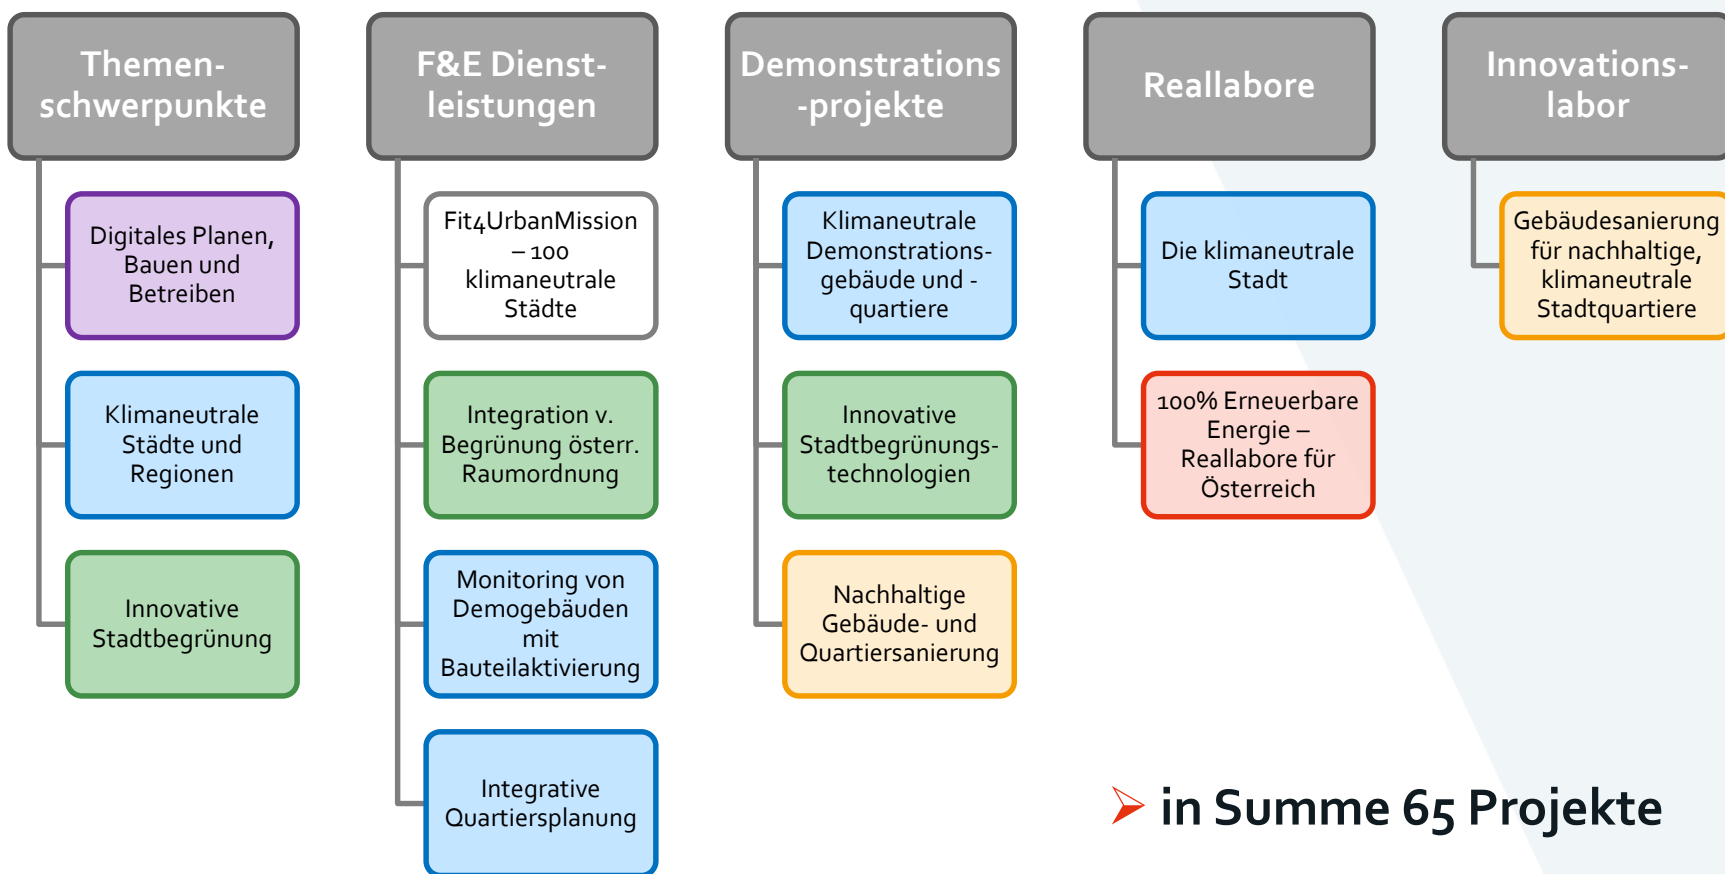 Themen-
schwerpunkte
Digitales Planen,
Bauen und
Betreiben
Klimaneutrale
Städte und
Regionen
Innovative
Stadtbegrünung
F&E Dienst-
leistungen
Fit4UrbanMission
– 100
klimaneutrale
Städte
Integration v.
Begrünung österr.
Raumordnung
Monitoring von
Demogebäuden
mit
Bauteilaktivierung
Integrative
Quartiersplanung
Demonstrations
-projekte
Klimaneutrale
Demonstrations-
gebäude und -
quartiere
Innovative
Stadtbegrünungs-
technologien
Nachhaltige
Gebäude- und
Quartiersanierung
Reallabore
Die klimaneutrale
Stadt
100% Erneuerbare
Energie –
Reallabore für
Österreich
Innovations-
labor
Gebäudesanierung
für nachhaltige,
klimaneutrale
Stadtquartiere
in Summe 65 Projekte